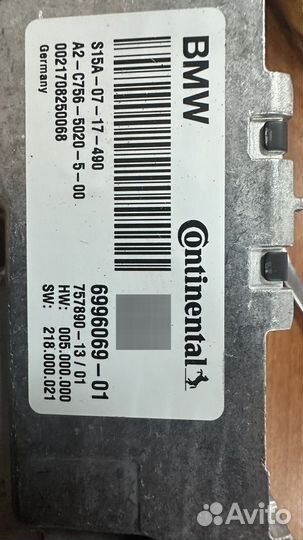 BMW
Continental
S15A-07-17-490
A2-C756-5020-5-00
0021708250068
Germany
6996069-01
757890-13/01
HW: 005.000.000
SW: 218.000.021
Avito